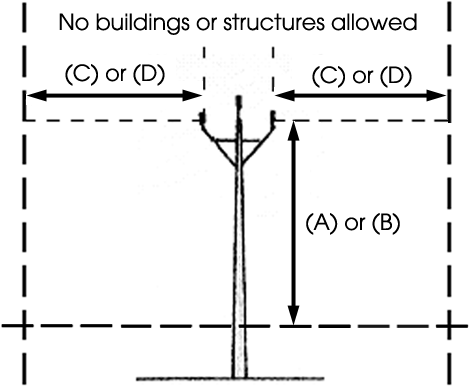 No buildings or structures allowed
(C) or (D)
(C) or (D)
(A) or (B)